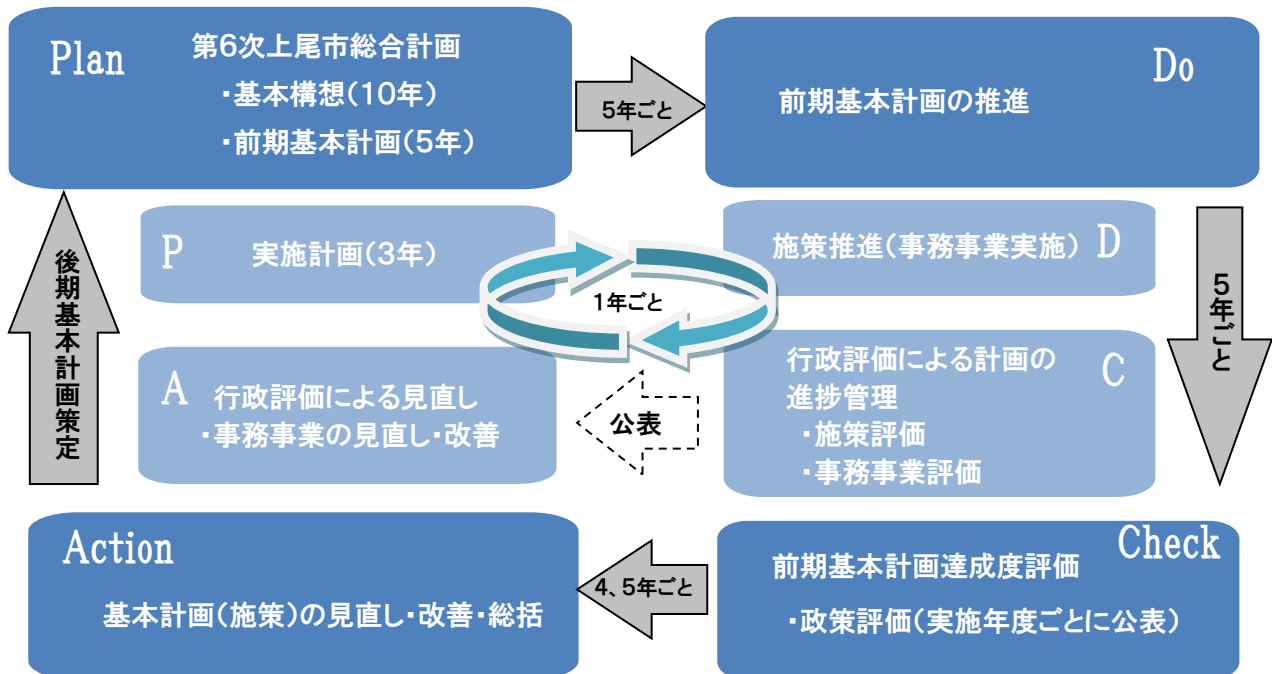 Plan
第6次上尾市総合計画
・基本構想(10年)
・前期基本計画(5年)
5年ごと
Do
前期基本計画の推進
P
実施計画(3年)
1年ごと
施策推進(事務事業実施)
D
後期基本計画策定
5年ごと
A
行政評価による見直し
・事務事業の見直し・改善
公表
行政評価による計画の
進捗管理
・施策評価
・事務事業評価
C
Action
基本計画(施策)の見直し・改善・総括
4、5年ごと
Check
前期基本計画達成度評価
・政策評価(実施年度ごとに公表)